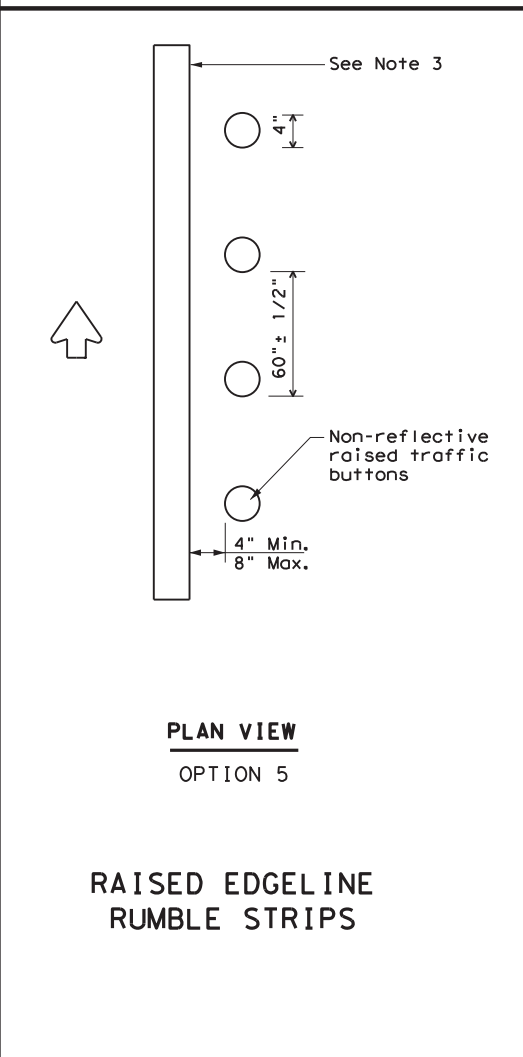 See Note 3
4"
60"± 1/2"
Non-reflective
raised traffic
buttons
4" Min.
8" Max.
PLAN VIEW
OPTION 5
RAISED EDGELINE
RUMBLE STRIPS